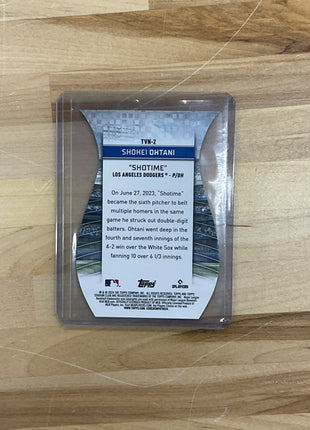 TVN-2
SHOHEI OHTANI
"SHOTIME"
LOS ANGELES DODGERS® - P/DH
On June 27, 2023, "Shotime"
became the sixth pitcher to belt
multiple homers in the same
game he struck out double-digit
batters. Ohtani went deep in the
fourth and seventh innings of the
4-2 win over the White Sox while
fanning 10 over 6 1/3 innings.
Topps
PLAYERS